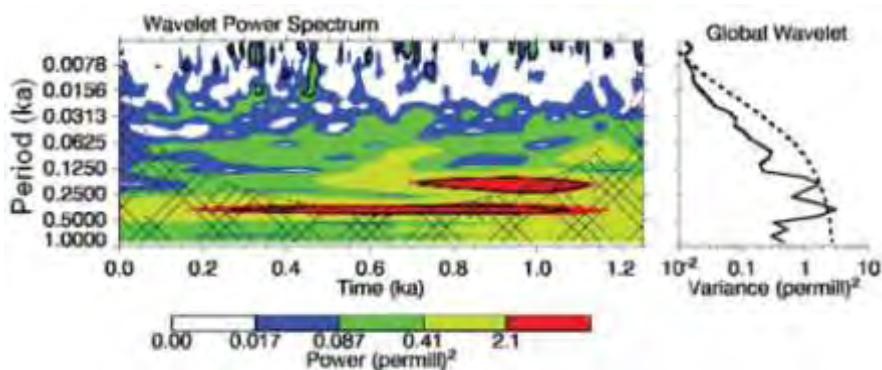 Wavelet Power Spectrum
Global Wavelet
Period (ka)
0.0078
0.0156
0.0313
0.0625
0.1250
0.2500
0.5000
1.0000
0.0 0.2 0.4 0.6 0.8 1.0 1.2
Time (ka)
10-2 0.1 1 10
Variance (permill)2
0.00 0.017 0.087 0.41 2.1
Power (permill)2